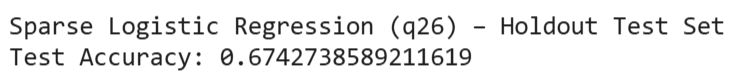 Sparse Logistic Regression (q26) – Holdout Test Set
Test Accuracy: 0.6742738589211619